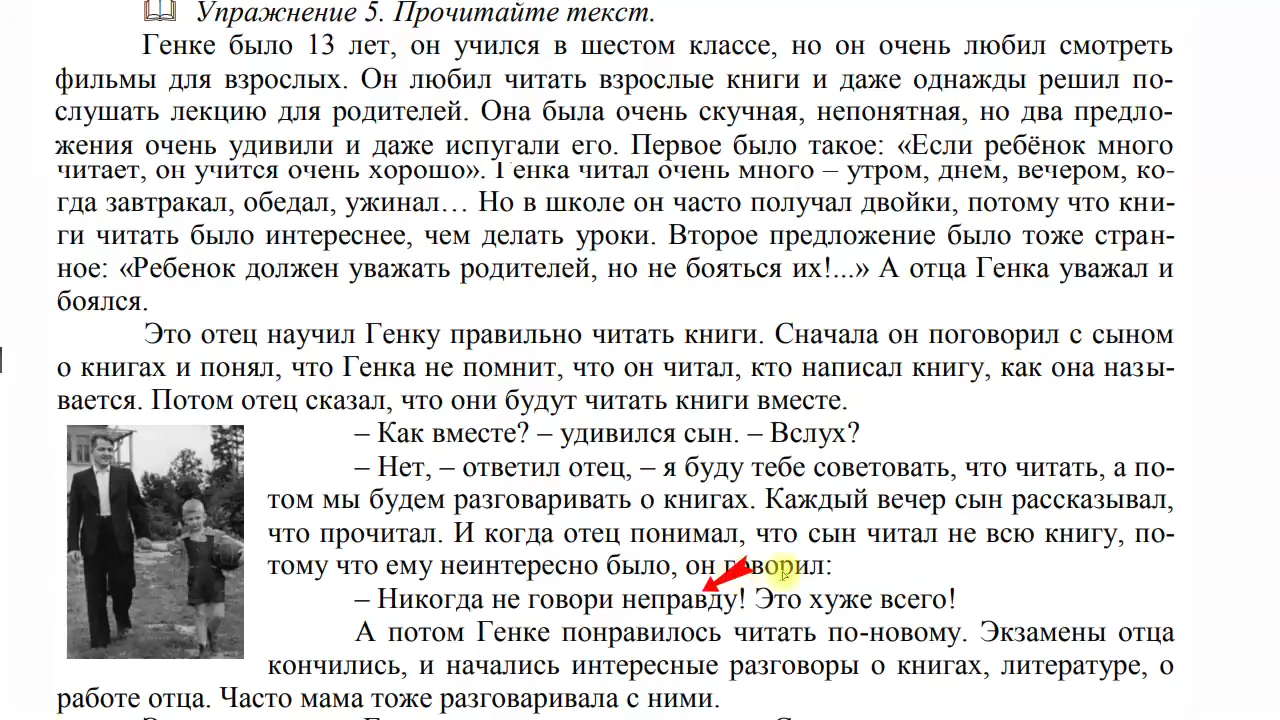 Упражнение 5. Прочитайте текст.
Генке было 13 лет, он учился в шестом классе, но он очень любил смотреть
фильмы для взрослых. Он любил читать взрослые книги и даже однажды решил по-
слушать лекцию для родителей. Она была очень скучная, непонятная, но два предло-
жения очень удивили и даже испугали его. Первое было такое: «Если ребёнок много
читает, он учится очень хорошо». Генка читал очень много – утром, днем, вечером, ко-
гда завтракал, обедал, ужинал… Но в школе он часто получал двойки, потому что кни-
ги читать было интереснее, чем делать уроки. Второе предложение было тоже стран-
ное: «Ребенок должен уважать родителей, но не бояться их!...» А отца Генка уважал и
боялся.
Это отец научил Генку правильно читать книги. Сначала он поговорил с сыном
о книгах и понял, что Генка не помнит, что он читал, кто написал книгу, как она назы-
вается. Потом отец сказал, что они будут читать книги вместе.
– Как вместе? – удивился сын. – Вслух?
– Нет, – ответил отец, – я буду тебе советовать, что читать, а по-
том мы будем разговаривать о книгах. Каждый вечер сын рассказывал,
что прочитал. И когда отец понимал, что сын читал не всю книгу, по-
тому что ему неинтересно было, он говорил:
– Никогда не говори неправду! Это хуже всего!
А потом Генке понравилось читать по-новому. Экзамены отца
кончились, и начались интересные разговоры о книгах, литературе, о
работе отца. Часто мама тоже разговаривала с ними.